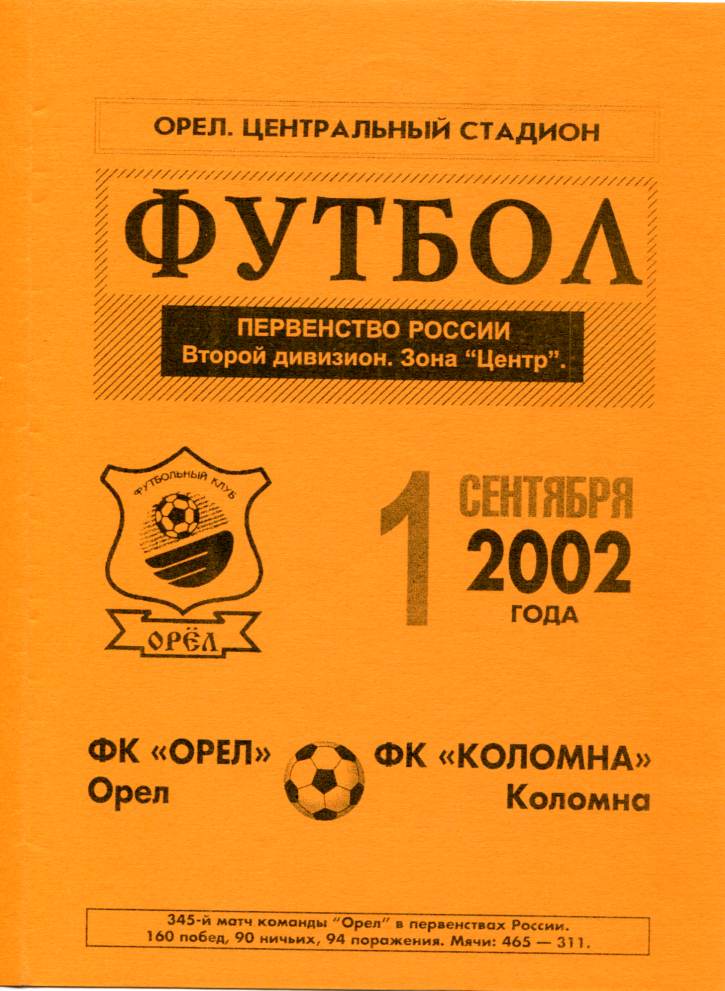 ОРЕЛ. ЦЕНТРАЛЬНЫЙ СТАДИОН
ФУТБОЛ
ПЕРВЕНСТВО РОССИИ
Второй дивизион. Зона “Центр”.
ФУТБОЛЬНЫЙ КЛУБ
ОРЁЛ
1 СЕНТЯБРЯ
2002
ГОДА
ФК «ОРЕЛ»
Орел
ФК «КОЛОМНА»
Коломна
345-й матч команды "Орел" в первенствах России.
160 побед, 90 ничьих, 94 поражения. Мячи: 465 — 311.